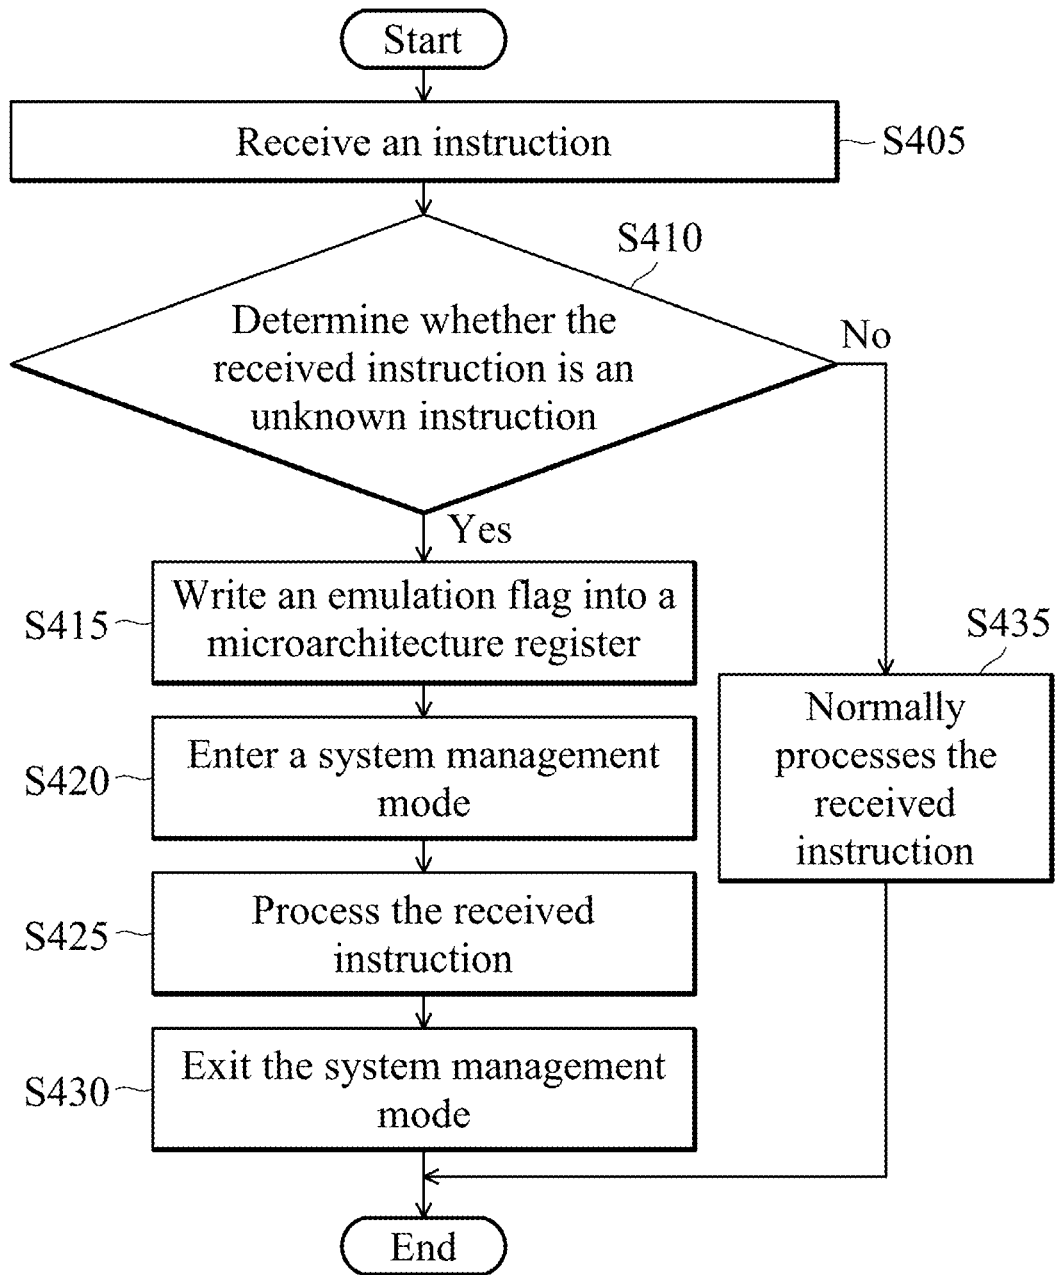 Start
Receive an instruction
S405
S410
Determine whether the
received instruction is an
unknown instruction
No
Yes
S415
Write an emulation flag into a
microarchitecture register
S435
Normally
processes the
received
instruction
S420
Enter a system management
mode
S425
Process the received
instruction
S430
Exit the system management
mode
End